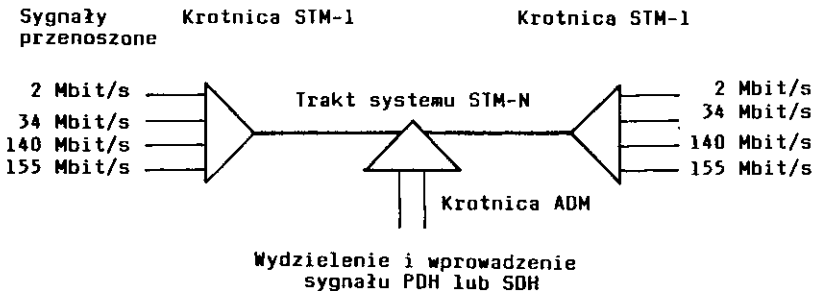 Sygnały przenoszone
Krotnica STM-1
Krotnica STM-1
2 Mbit/s
34 Mbit/s
140 Mbit/s
155 Mbit/s
Trakt systemu STM-N
2 Mbit/s
34 Mbit/s
140 Mbit/s
155 Mbit/s
Krotnica ADM
Wydzielenie i wprowadzenie
sygnału PDH lub SDH